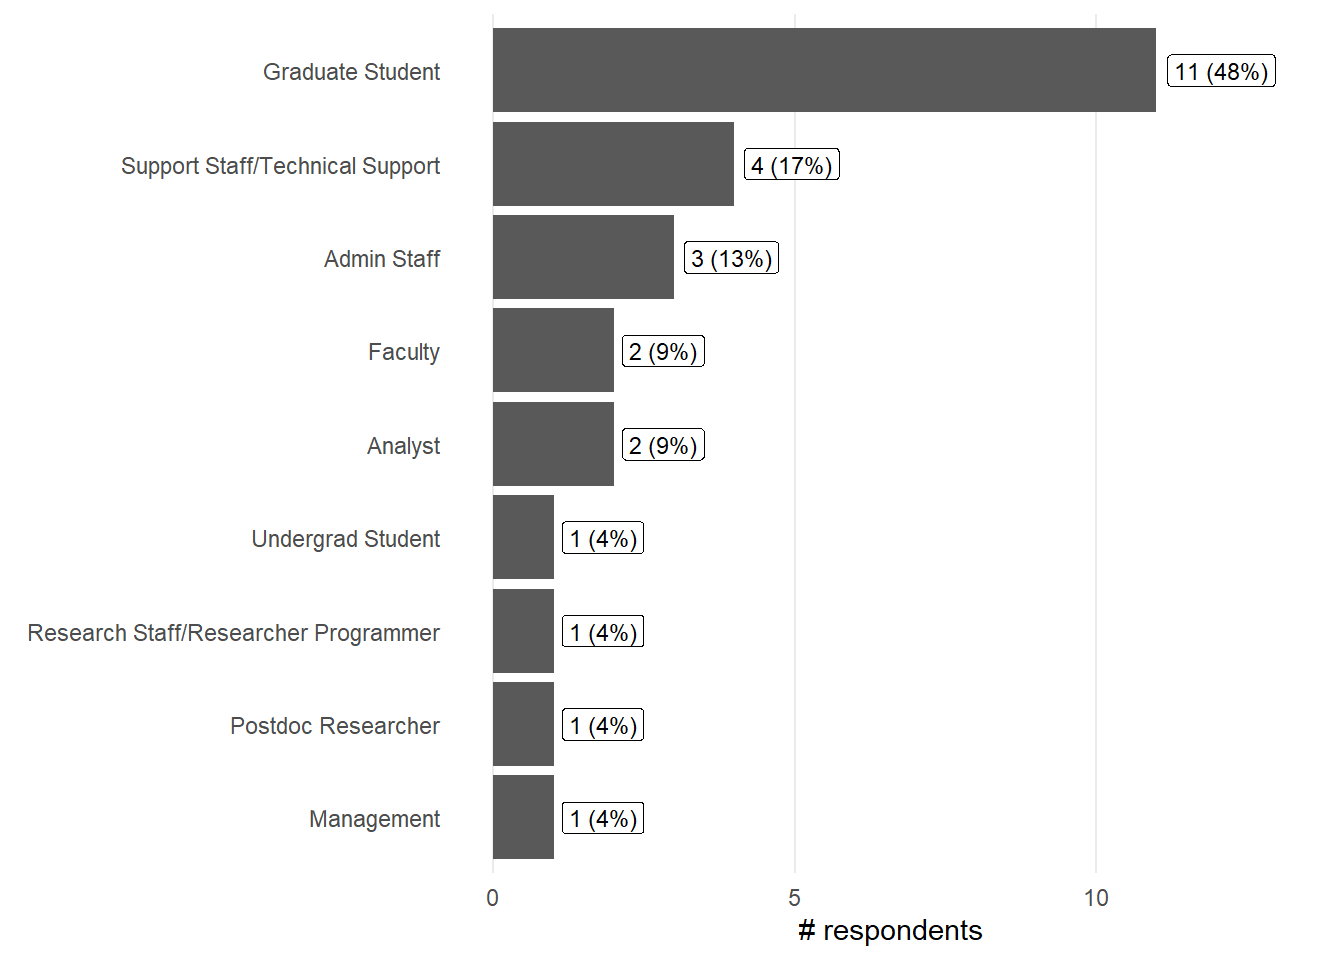 Graduate Student 11 (48%)
Support Staff/Technical Support 4 (17%)
Admin Staff 3 (13%)
Faculty 2 (9%)
Analyst 2 (9%)
Undergrad Student 1 (4%)
Research Staff/Researcher Programmer 1 (4%)
Postdoc Researcher 1 (4%)
Management 1 (4%)
0 5 10
# respondents